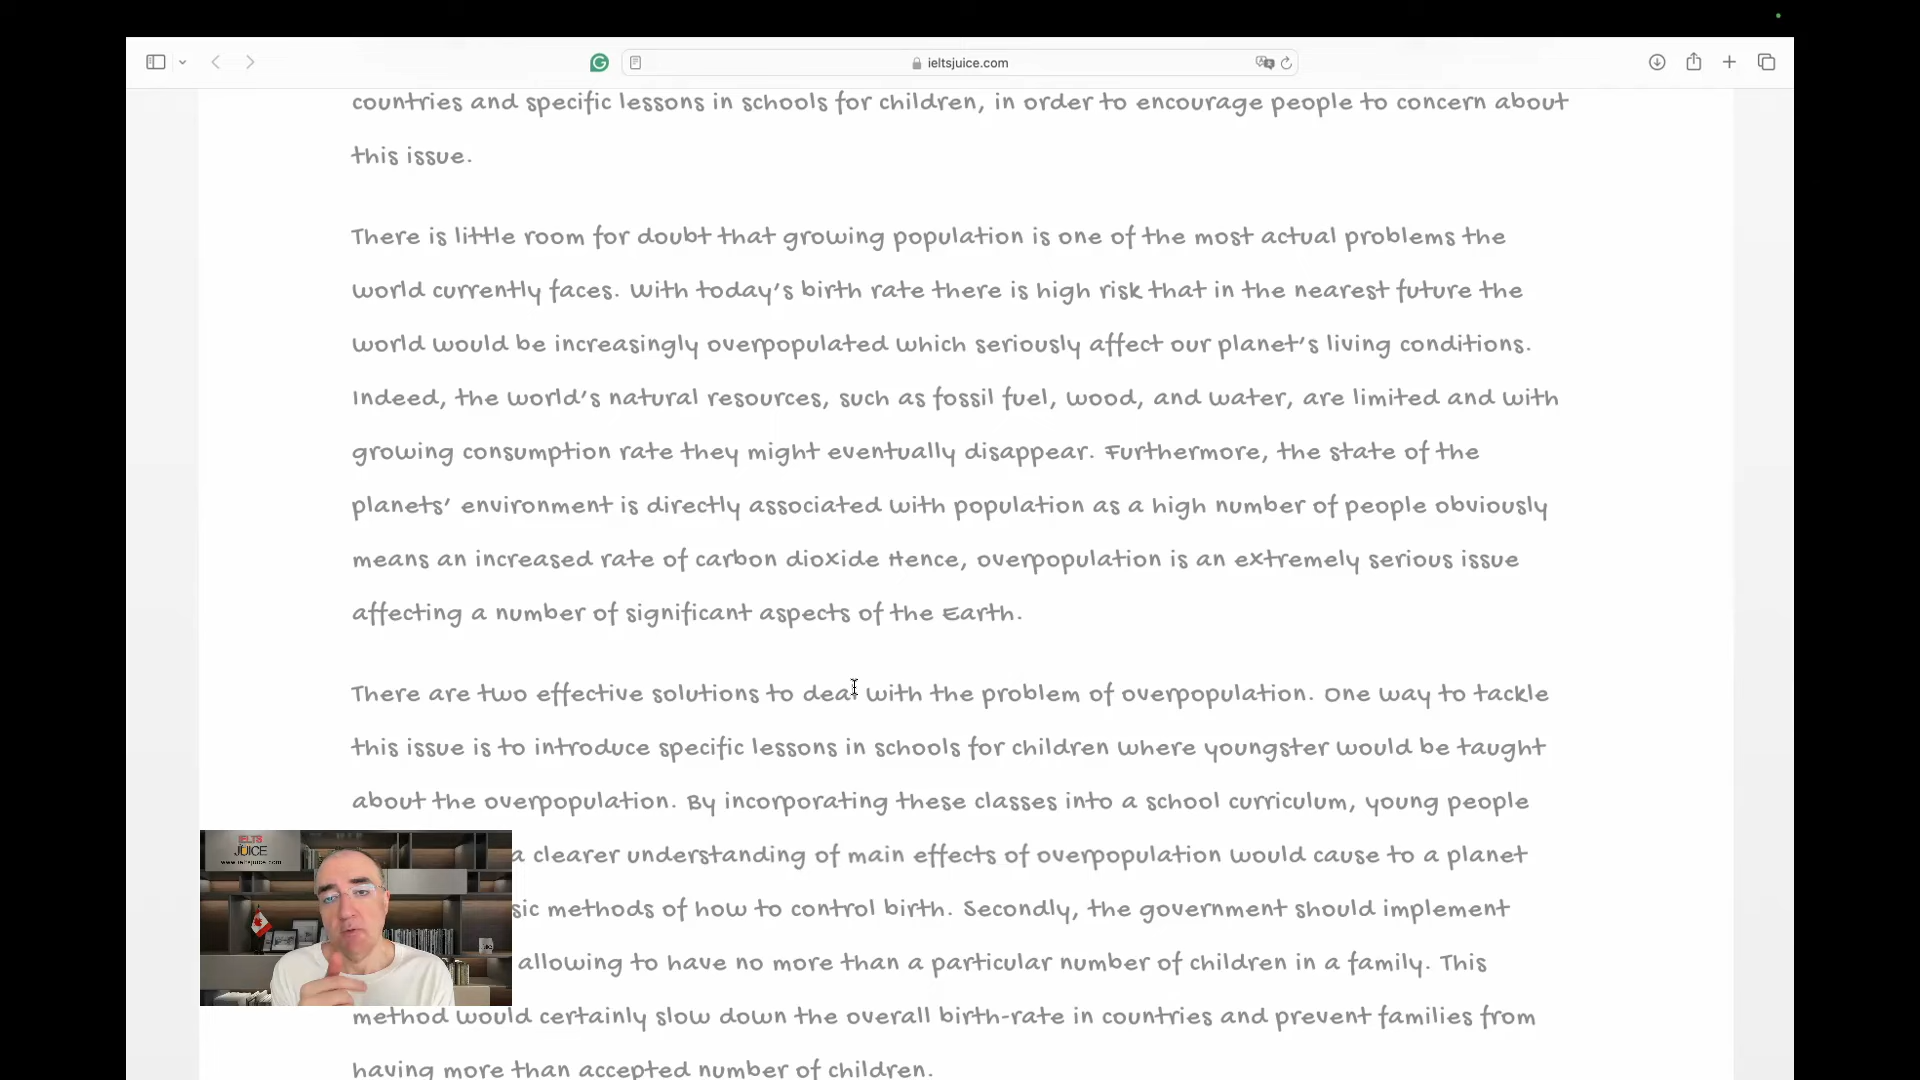 ieltsjuice.com
countries and specific lessons in schools for children, in order to encourage people to concern about
this issue.
There is little room for doubt that growing population is one of the most actual problems the
world currently faces. With today's birth rate there is high risk that in the nearest future the
world would be increasingly overpopulated which seriously affect our planet's living conditions.
Indeed, the world's natural resources, such as fossil fuel, wood, and water, are limited and with
growing consumption rate they might eventually disappear. Furthermore, the state of the
planets' environment is directly associated with population as a high number of people obviously
means an increased rate of carbon dioxide Hence, overpopulation is an extremely serious issue
affecting a number of significant aspects of the Earth.
There are two effective solutions to deal with the problem of overpopulation. One way to tackle
this issue is to introduce specific lessons in schools for children where youngster would be taught
about the overpopulation. By incorporating these classes into a school curriculum, young people
a clearer understanding of main effects of overpopulation would cause to a planet
sic methods of how to control birth. Secondly, the government should implement
allowing to have no more than a particular number of children in a family. This
method would certainly slow down the overall birth-rate in countries and prevent families from
having more than accepted number of children.
IELTS
JUICE
www.ieltsjuice.com